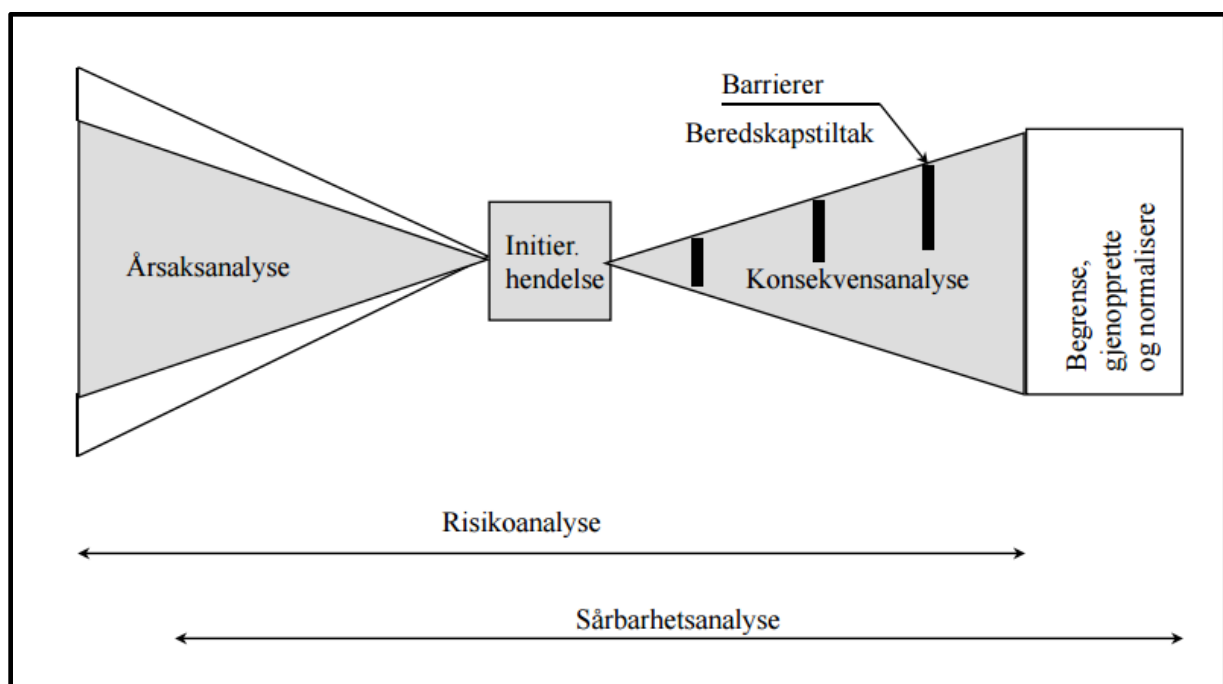 Barrierer
Beredskapstiltak
Årsaksanalyse
Initier.
hendelse
Konsekvensanalyse
Begrense,
gjenopprette
og normalisere
Risikoanalyse
Sårbarhetsanalyse